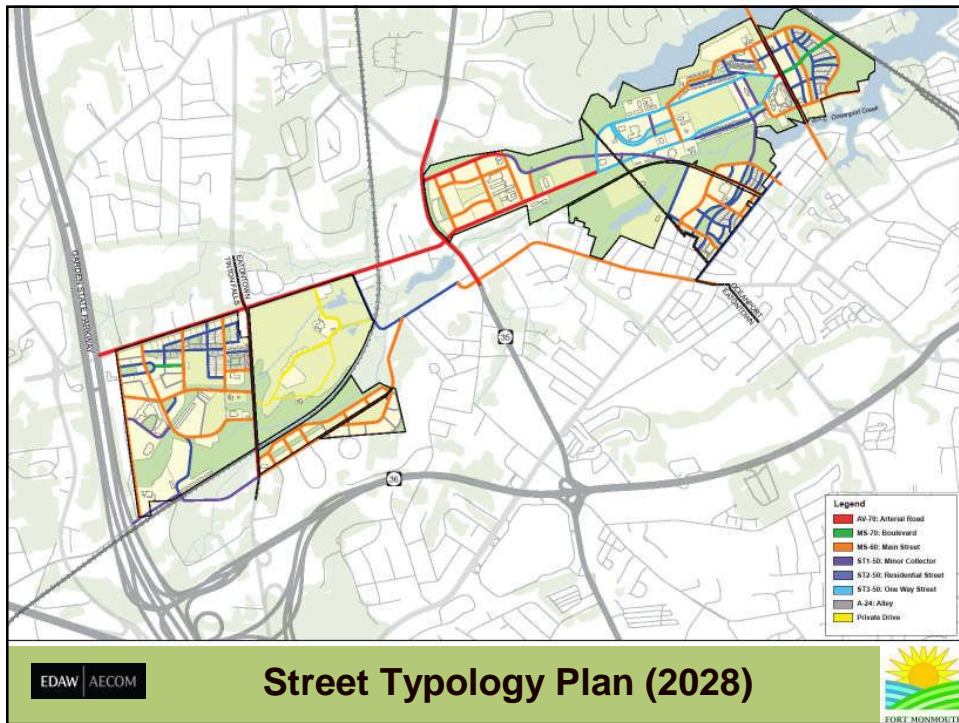 Oceanport Creek
GARDEN STATE PARKWAY
EATONTOWN
TINTON FALLS
OCEANPORT
EATONTOWN
35
36
Legend
AV-70: Arterial Road
MS-70: Boulevard
MS-60: Main Street
ST1-50: Minor Collector
ST2-50: Residential Street
ST3-50: One Way Street
A-24: Alley
Private Drive
EDAW | AECOM
Street Typology Plan (2028)
FORT MONMOUTH